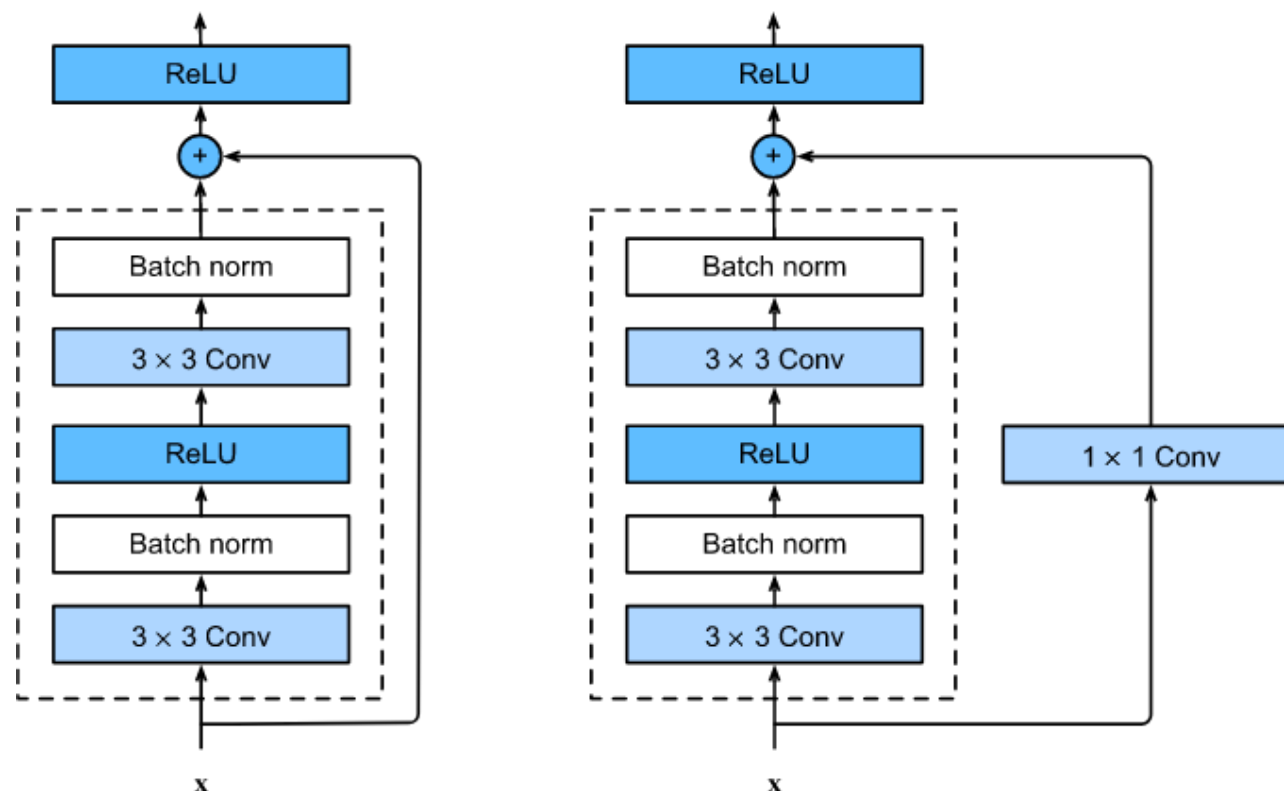 ReLU
+
Batch norm
3 × 3 Conv
ReLU
Batch norm
3 × 3 Conv
x
ReLU
+
Batch norm
3 × 3 Conv
ReLU
1 × 1 Conv
Batch norm
3 × 3 Conv
x